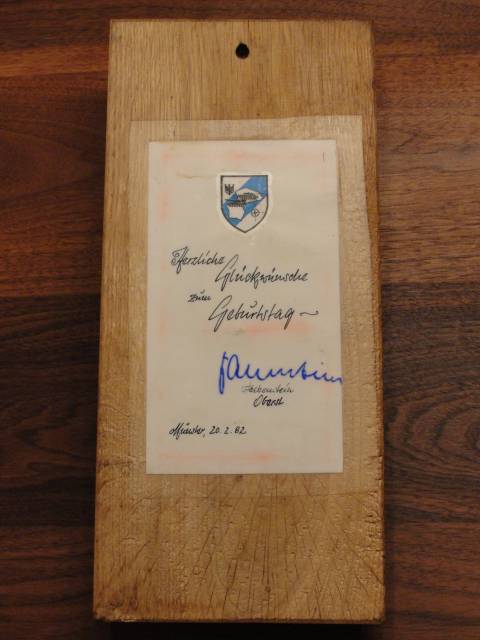 Herzliche
Glückwünsche
zum
Geburtstag
Oberst
Münster, 20.2.82